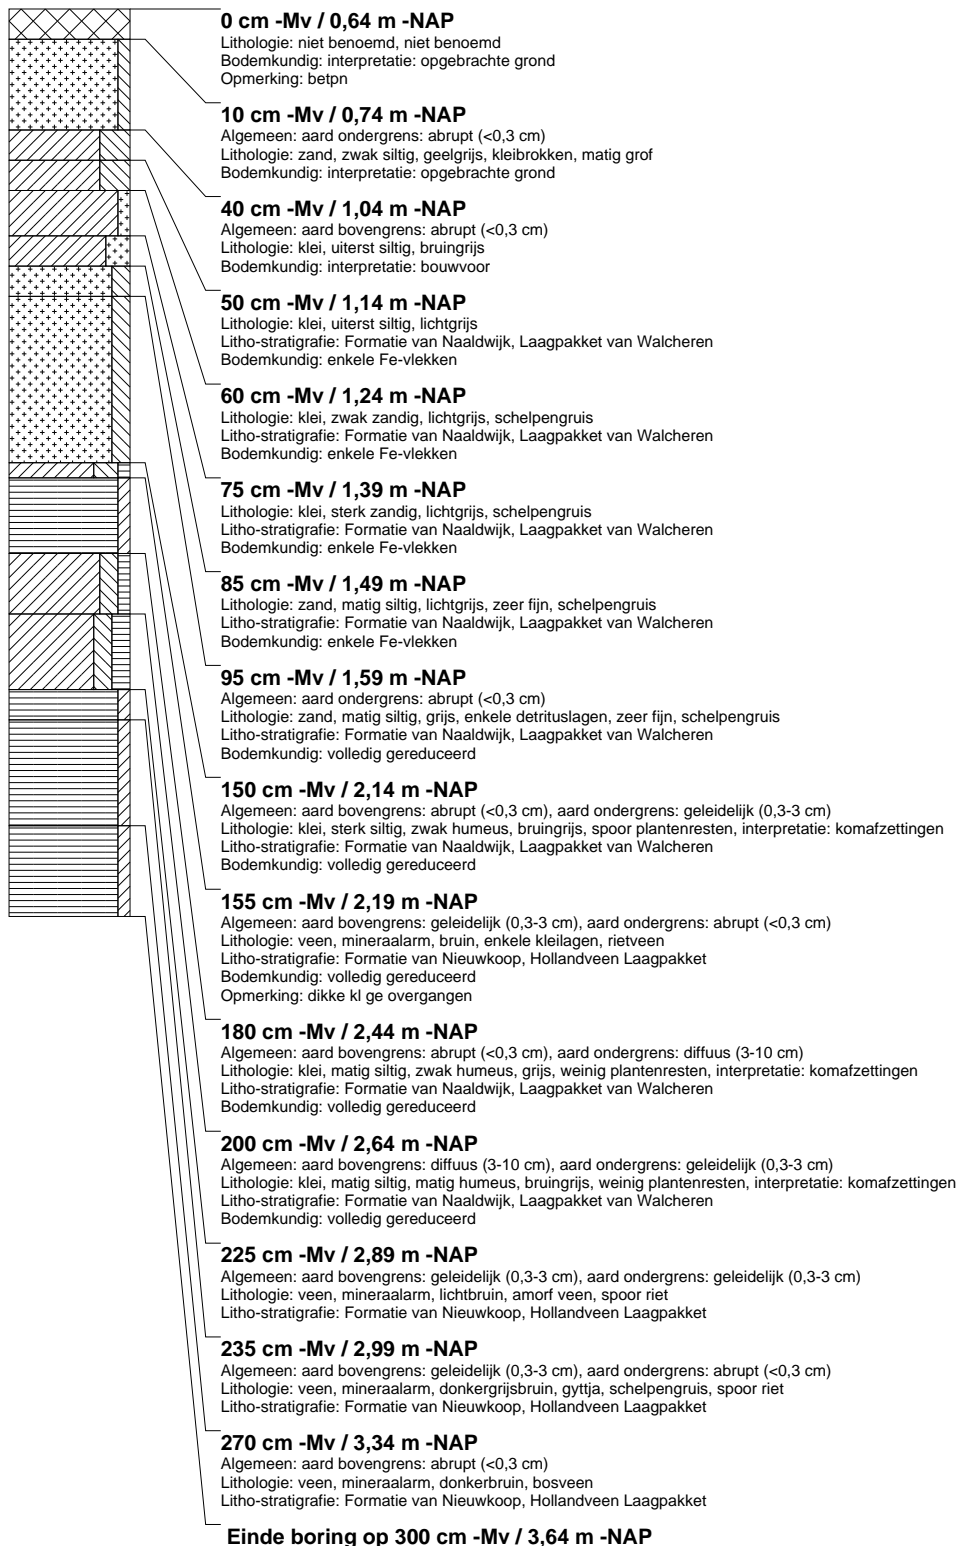 0 cm -Mv / 0,64 m -NAP
Lithologie: niet benoemd, niet benoemd
Bodemkundig: interpretatie: opgebrachte grond
Opmerking: betpn
10 cm -Mv / 0,74 m -NAP
Algemeen: aard ondergrens: abrupt (<0,3 cm)
Lithologie: zand, zwak siltig, geelgrijs, kleibrokken, matig grof
Bodemkundig: interpretatie: opgebrachte grond
40 cm -Mv / 1,04 m -NAP
Algemeen: aard bovengrens: abrupt (<0,3 cm)
Lithologie: klei, uiterst siltig, bruingrijs
Bodemkundig: interpretatie: bouwvoor
50 cm -Mv / 1,14 m -NAP
Lithologie: klei, uiterst siltig, lichtgrijs
Litho-stratigrafie: Formatie van Naaldwijk, Laagpakket van Walcheren
Bodemkundig: enkele Fe-vlekken
60 cm -Mv / 1,24 m -NAP
Lithologie: klei, zwak zandig, lichtgrijs, schelpengruis
Litho-stratigrafie: Formatie van Naaldwijk, Laagpakket van Walcheren
Bodemkundig: enkele Fe-vlekken
75 cm -Mv / 1,39 m -NAP
Lithologie: klei, sterk zandig, lichtgrijs, schelpengruis
Litho-stratigrafie: Formatie van Naaldwijk, Laagpakket van Walcheren
Bodemkundig: enkele Fe-vlekken
85 cm -Mv / 1,49 m -NAP
Lithologie: zand, matig siltig, lichtgrijs, zeer fijn, schelpengruis
Litho-stratigrafie: Formatie van Naaldwijk, Laagpakket van Walcheren
Bodemkundig: enkele Fe-vlekken
95 cm -Mv / 1,59 m -NAP
Algemeen: aard ondergrens: abrupt (<0,3 cm)
Lithologie: zand, matig siltig, grijs, enkele detrituslagen, zeer fijn, schelpengruis
Litho-stratigrafie: Formatie van Naaldwijk, Laagpakket van Walcheren
Bodemkundig: volledig gereduceerd
150 cm -Mv / 2,14 m -NAP
Algemeen: aard bovengrens: abrupt (<0,3 cm), aard ondergrens: geleidelijk (0,3-3 cm)
Lithologie: klei, sterk siltig, zwak humeus, bruingrijs, spoor plantenresten, interpretatie: komafzettingen
Litho-stratigrafie: Formatie van Naaldwijk, Laagpakket van Walcheren
Bodemkundig: volledig gereduceerd
155 cm -Mv / 2,19 m -NAP
Algemeen: aard bovengrens: geleidelijk (0,3-3 cm), aard ondergrens: abrupt (<0,3 cm)
Lithologie: veen, mineraalarm, bruin, enkele kleilagen, rietveen
Litho-stratigrafie: Formatie van Nieuwkoop, Hollandveen Laagpakket
Bodemkundig: volledig gereduceerd
Opmerking: dikke kl ge overgangen
180 cm -Mv / 2,44 m -NAP
Algemeen: aard bovengrens: abrupt (<0,3 cm), aard ondergrens: diffuus (3-10 cm)
Lithologie: klei, matig siltig, zwak humeus, grijs, weinig plantenresten, interpretatie: komafzettingen
Litho-stratigrafie: Formatie van Naaldwijk, Laagpakket van Walcheren
Bodemkundig: volledig gereduceerd
200 cm -Mv / 2,64 m -NAP
Algemeen: aard bovengrens: diffuus (3-10 cm), aard ondergrens: geleidelijk (0,3-3 cm)
Lithologie: klei, matig siltig, matig humeus, bruingrijs, weinig plantenresten, interpretatie: komafzettingen
Litho-stratigrafie: Formatie van Naaldwijk, Laagpakket van Walcheren
Bodemkundig: volledig gereduceerd
225 cm -Mv / 2,89 m -NAP
Algemeen: aard bovengrens: geleidelijk (0,3-3 cm), aard ondergrens: geleidelijk (0,3-3 cm)
Lithologie: veen, mineraalarm, lichtbruin, amorf veen, spoor riet
Litho-stratigrafie: Formatie van Nieuwkoop, Hollandveen Laagpakket
235 cm -Mv / 2,99 m -NAP
Algemeen: aard bovengrens: geleidelijk (0,3-3 cm), aard ondergrens: abrupt (<0,3 cm)
Lithologie: veen, mineraalarm, donkergrijsbruin, gyttja, schelpengruis, spoor riet
Litho-stratigrafie: Formatie van Nieuwkoop, Hollandveen Laagpakket
270 cm -Mv / 3,34 m -NAP
Algemeen: aard bovengrens: abrupt (<0,3 cm)
Lithologie: veen, mineraalarm, donkerbruin, bosveen
Litho-stratigrafie: Formatie van Nieuwkoop, Hollandveen Laagpakket
Einde boring op 300 cm -Mv / 3,64 m -NAP